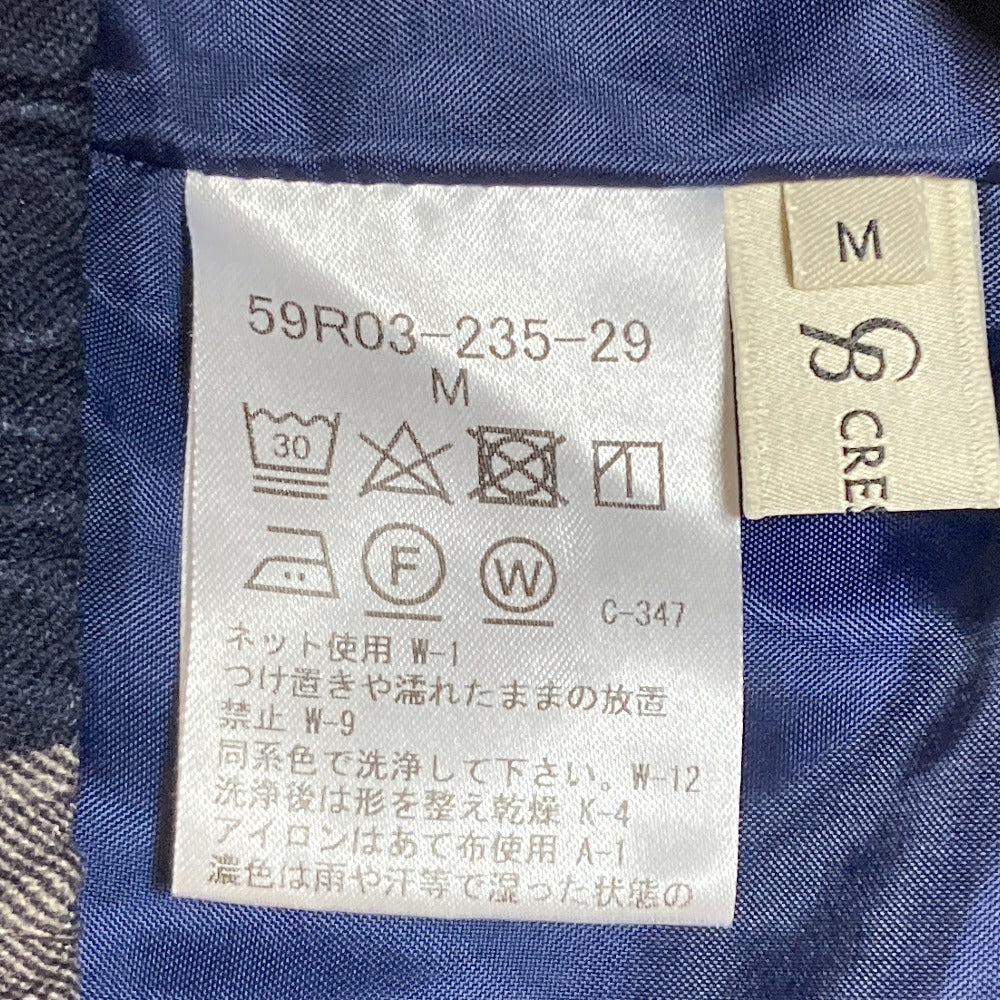 59R03-235-29
M
30
F
W
C-347
ネット使用 W-1
つけ置きや濡れたままの放置
禁止 W-9
同系色で洗浄して下さい。W-12
洗浄後は形を整え乾燥 K-4
アイロンはあて布使用 A-1
濃色は雨や汗等で湿った状態の
M
CRE